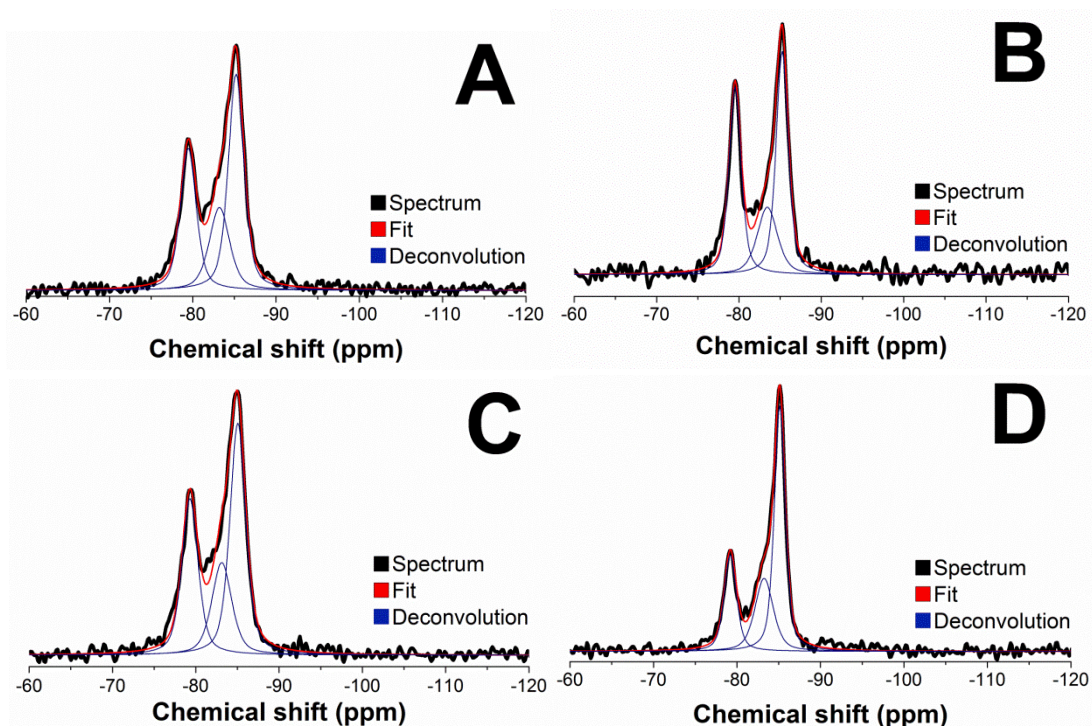 A
Spectrum
Fit
Deconvolution
-60 -70 -80 -90 -100 -110 -120
Chemical shift (ppm)
B
Spectrum
Fit
Deconvolution
-60 -70 -80 -90 -100 -110 -120
Chemical shift (ppm)
C
Spectrum
Fit
Deconvolution
-60 -70 -80 -90 -100 -110 -120
Chemical shift (ppm)
D
Spectrum
Fit
Deconvolution
-60 -70 -80 -90 -100 -110 -120
Chemical shift (ppm)